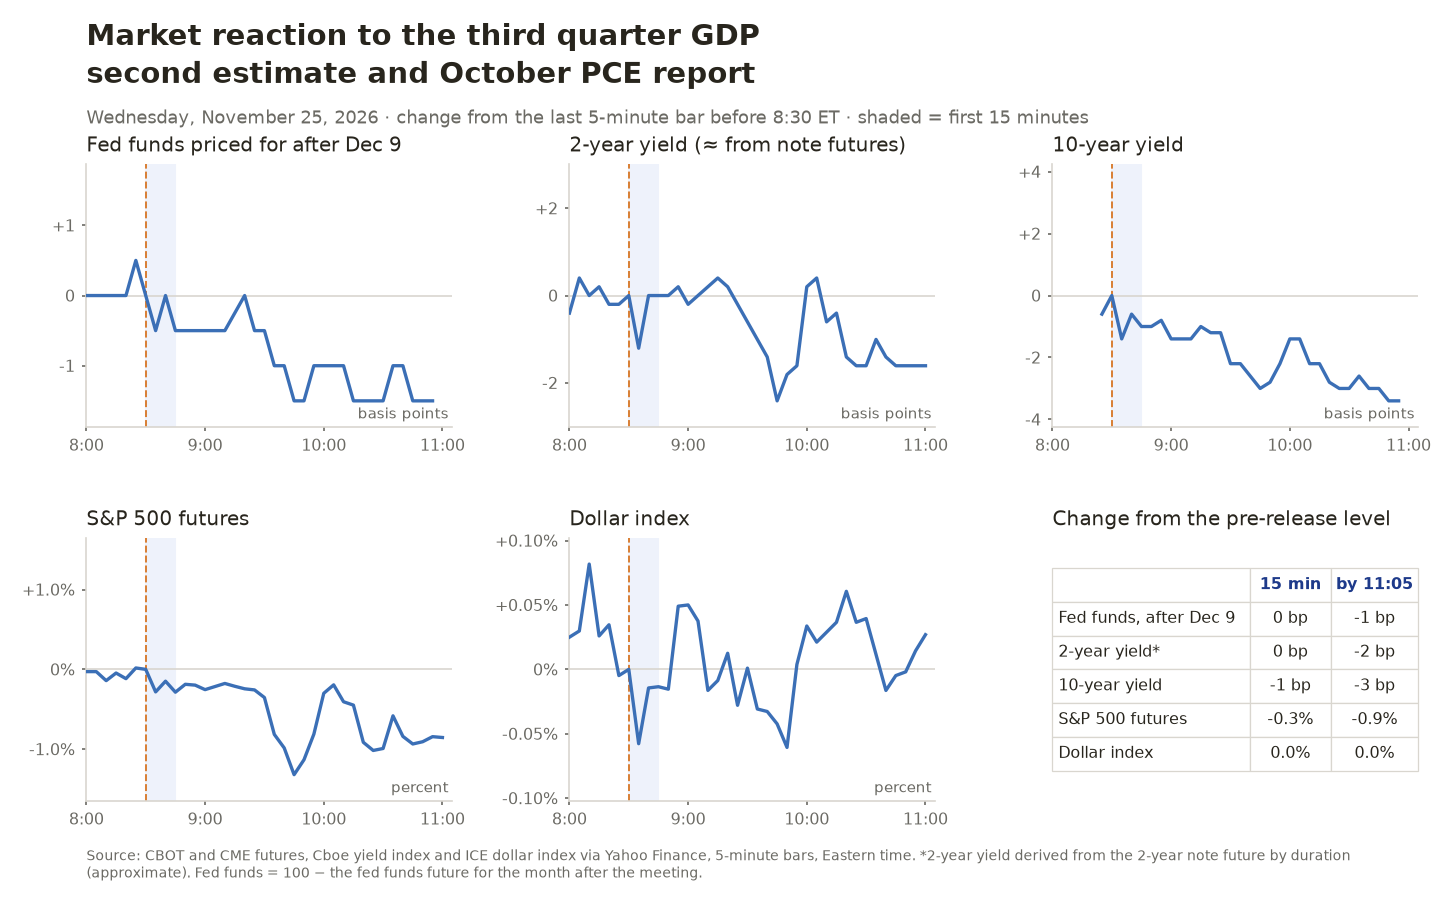 Market reaction to the third quarter GDP
second estimate and October PCE report
Wednesday, November 25, 2026 · change from the last 5-minute bar before 8:30 ET · shaded = first 15 minutes
Fed funds priced for after Dec 9
+1
0
-1
basis points
8:00 9:00 10:00 11:00
2-year yield (≈ from note futures)
+2
0
-2
basis points
8:00 9:00 10:00 11:00
10-year yield
+4
+2
0
-2
-4
basis points
8:00 9:00 10:00 11:00
S&P 500 futures
+1.0%
0%
-1.0%
percent
8:00 9:00 10:00 11:00
Dollar index
+0.10%
+0.05%
0%
-0.05%
-0.10%
percent
8:00 9:00 10:00 11:00
Change from the pre-release level
15 min by 11:05
Fed funds, after Dec 9 0 bp -1 bp
2-year yield* 0 bp -2 bp
10-year yield -1 bp -3 bp
S&P 500 futures -0.3% -0.9%
Dollar index 0.0% 0.0%
Source: CBOT and CME futures, Cboe yield index and ICE dollar index via Yahoo Finance, 5-minute bars, Eastern time. *2-year yield derived from the 2-year note future by duration
(approximate). Fed funds = 100 − the fed funds future for the month after the meeting.